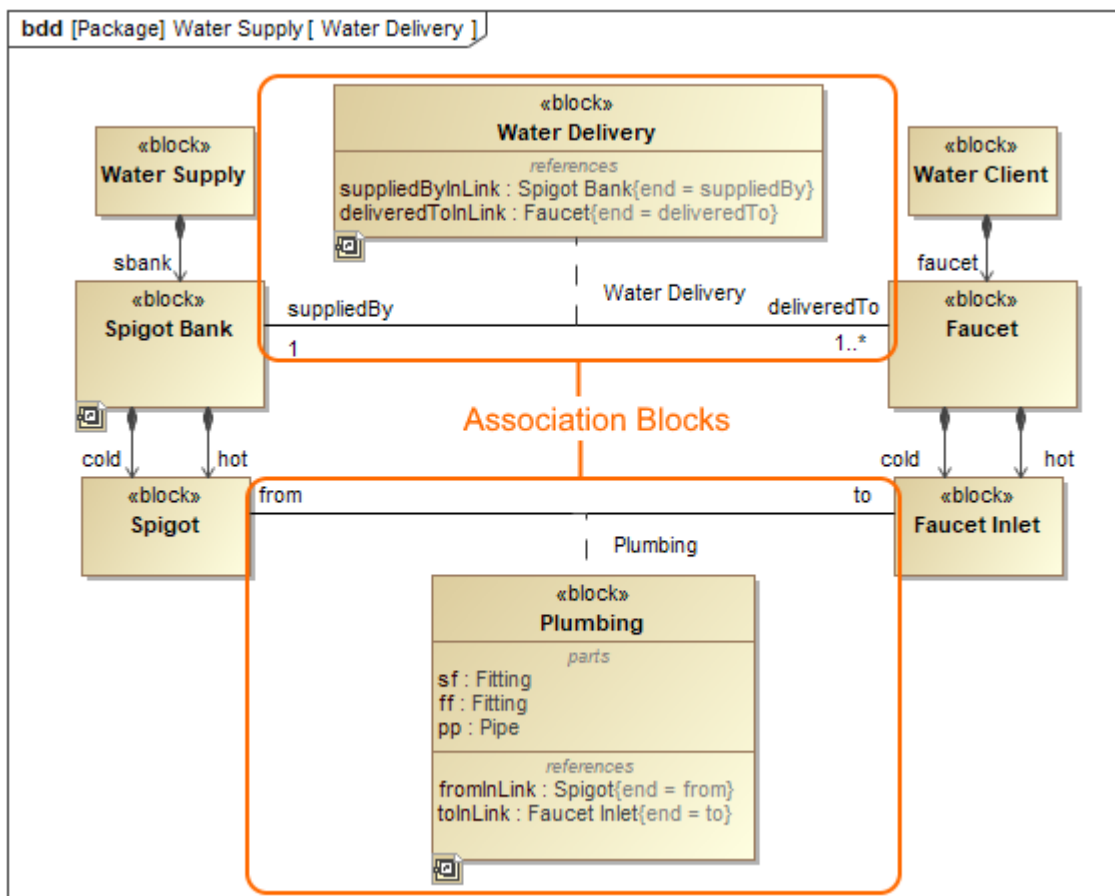 bdd [Package] Water Supply [ Water Delivery ]
«block»
Water Delivery
references
suppliedByInLink : Spigot Bank{end = suppliedBy}
deliveredToInLink : Faucet{end = deliveredTo}
«block»
Water Supply
«block»
Water Client
sbank
faucet
«block»
Spigot Bank
suppliedBy
Water Delivery
deliveredTo
1
1..*
«block»
Faucet
Association Blocks
cold
hot
cold
hot
«block»
Spigot
from
to
Plumbing
«block»
Faucet Inlet
«block»
Plumbing
parts
sf : Fitting
ff : Fitting
pp : Pipe
references
fromInLink : Spigot{end = from}
toInLink : Faucet Inlet{end = to}